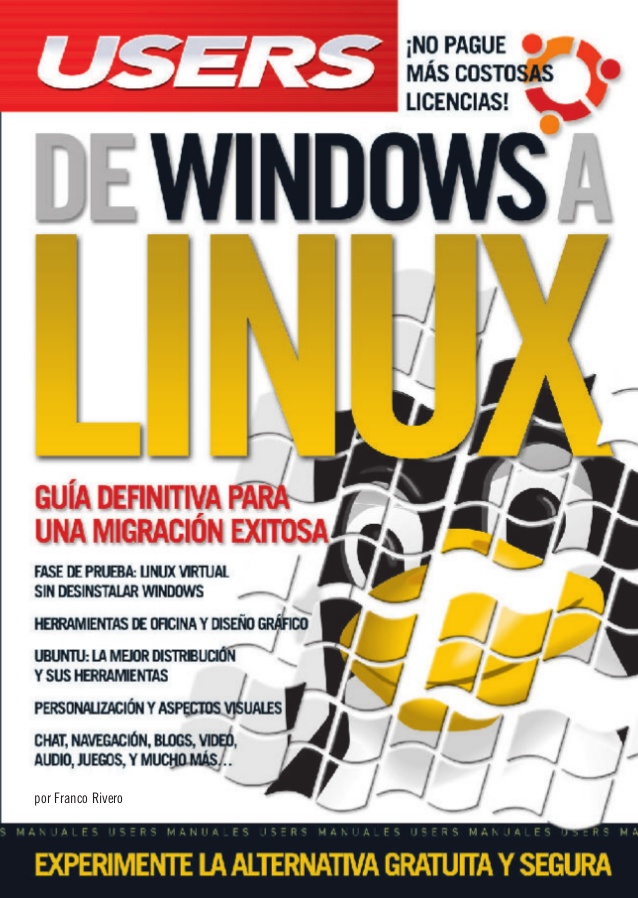 USERS
¡NO PAGUE
MÁS COSTOSAS
LICENCIAS!
DE WINDOWS A
LINUX
GUÍA DEFINITIVA PARA
UNA MIGRACIÓN EXITOSA
FASE DE PRUEBA: LINUX VIRTUAL
SIN DESINSTALAR WINDOWS
HERRAMIENTAS DE OFICINA Y DISEÑO GRÁFICO
UBUNTU: LA MEJOR DISTRIBUCIÓN
Y SUS HERRAMIENTAS
PERSONALIZACIÓN Y ASPECTOS VISUALES
CHAT, NAVEGACIÓN, BLOGS, VIDEO,
AUDIO, JUEGOS, Y MUCHO MÁS...
por Franco Rivero
S MANUALES USERS MANUALES USERS MANUALES USERS MANUALES USERS MA
EXPERIMENTE LA ALTERNATIVA GRATUITA Y SEGURA